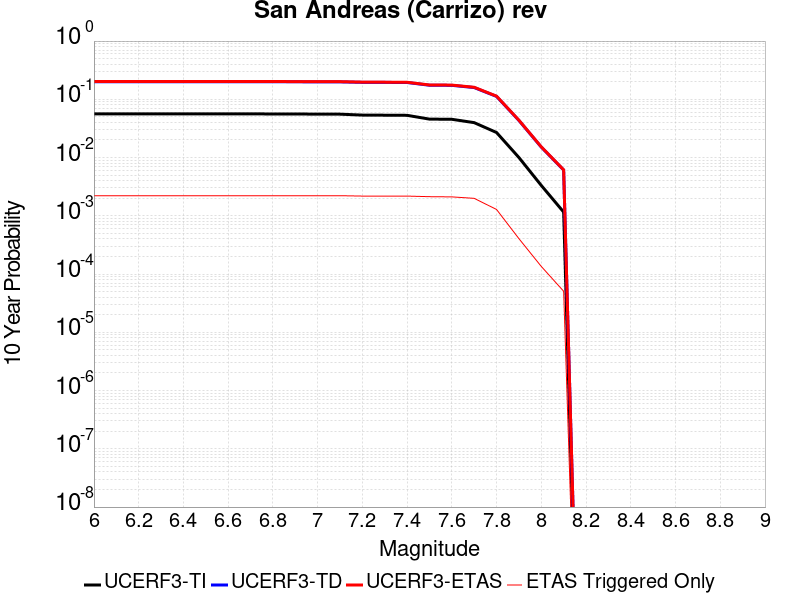 San Andreas (Carrizo) rev
10 Year Probability
10^0
10^-1
10^-2
10^-3
10^-4
10^-5
10^-6
10^-7
10^-8
6 6.2 6.4 6.6 6.8 7 7.2 7.4 7.6 7.8 8 8.2 8.4 8.6 8.8 9
Magnitude
UCERF3-TI UCERF3-TD UCERF3-ETAS ETAS Triggered Only